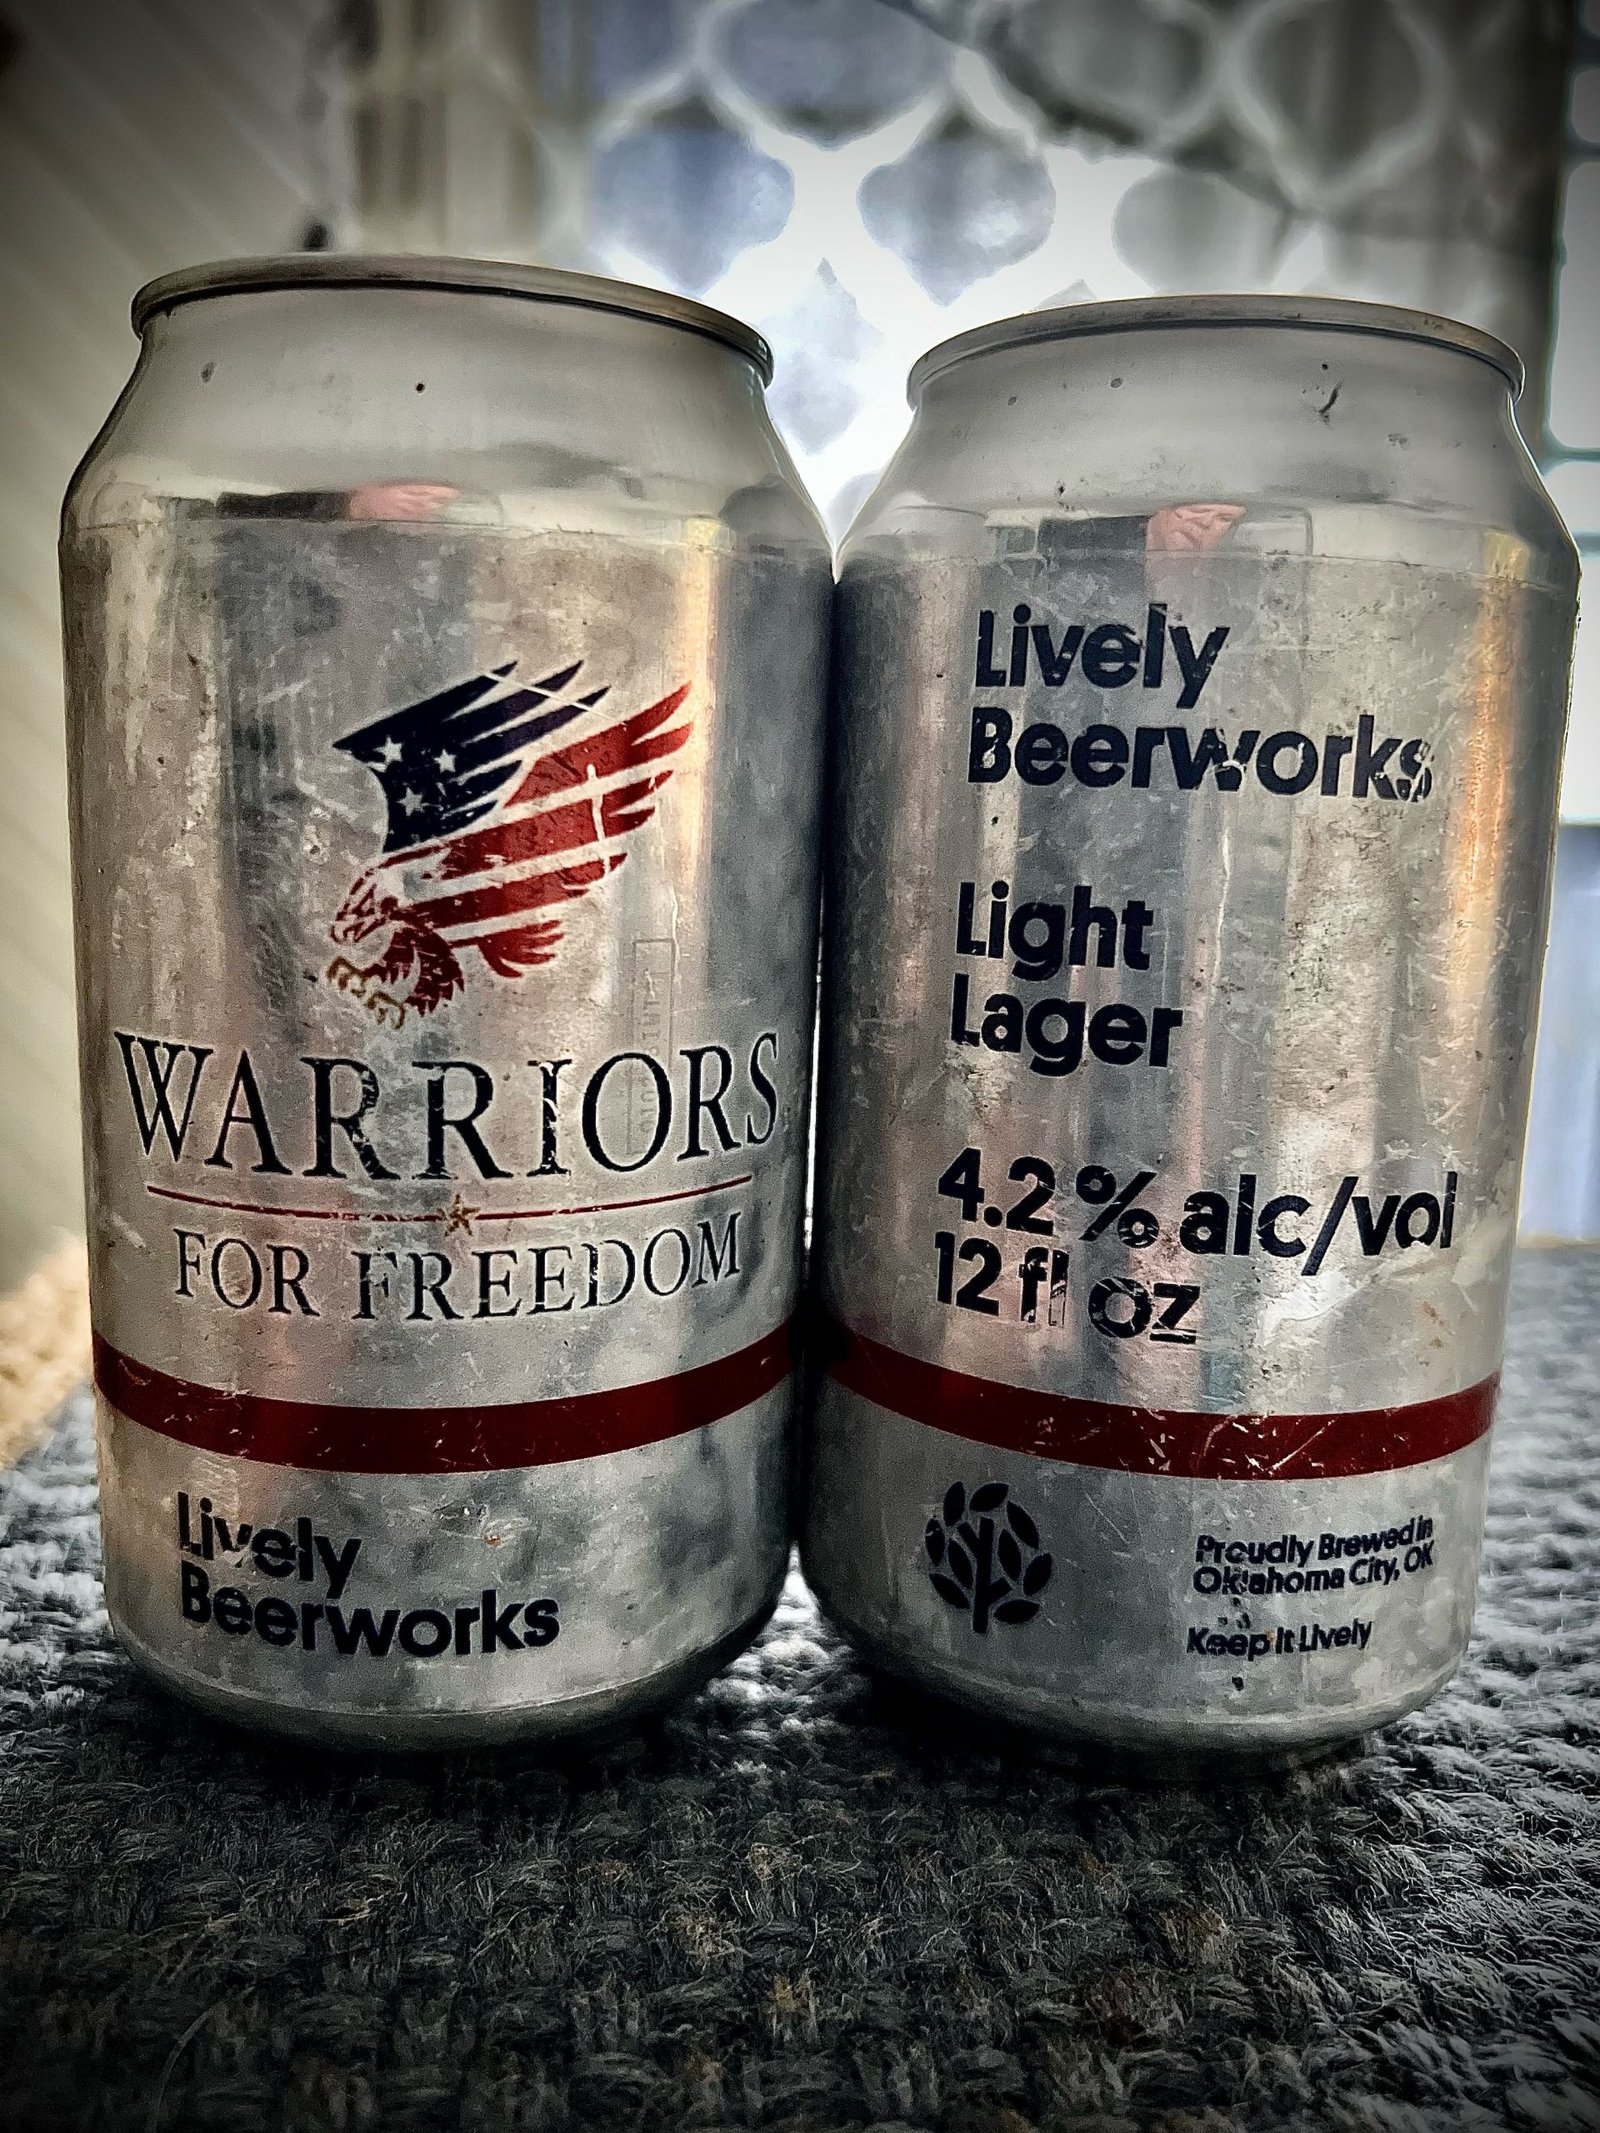 WARRIORS
FOR FREEDOM
Lively
Beerworks
Lively
Beerworks
Light
Lager
4.2% alc/vol
12 fl oz
Proudly Brewed in
Oklahoma City, OK
Keep It Lively